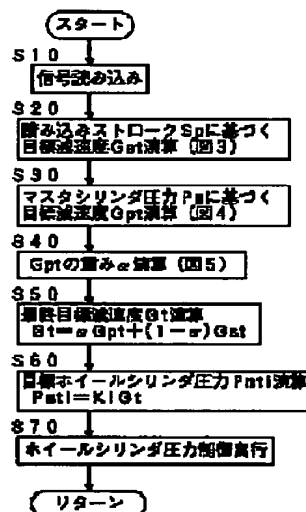 スタート
S10
信号読み込み
S20
踏み込みストロークSpに基づく
目標減速度Gst演算 (図3)
S30
マスタシリンダ圧力Pmに基づく
目標減速度Gpt演算 (図4)
S40
Gptの重みα演算 (図5)
S50
最終目標減速度Gt演算
Gt=αGpt+(1-α)Gst
S60
目標ホイールシリンダ圧力Pmti演算
Pmti=KiGt
S70
ホイールシリンダ圧力制御実行
リターン